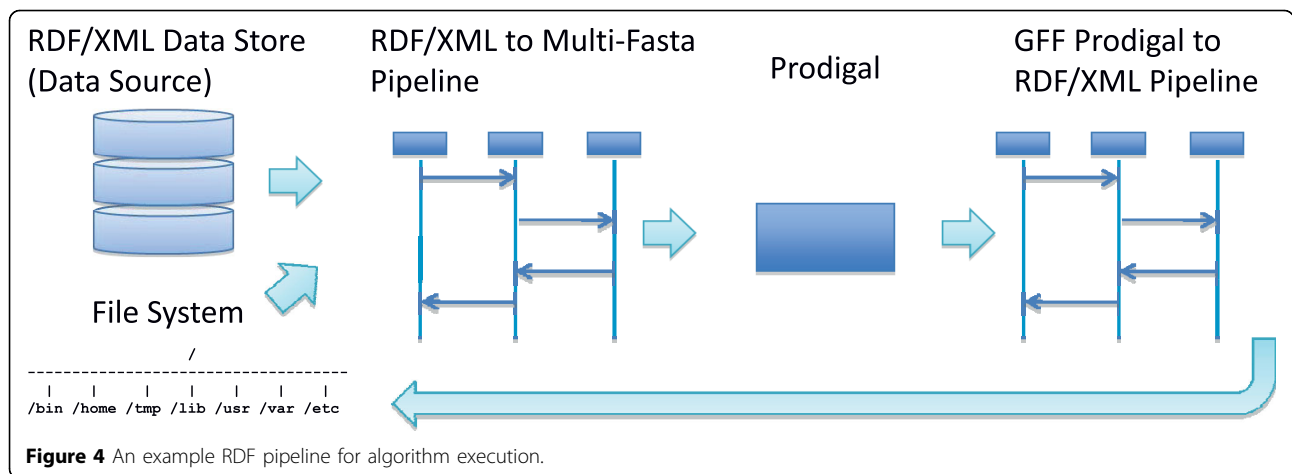 RDF/XML Data Store
(Data Source)
RDF/XML to Multi-Fasta
Pipeline
Prodigal
GFF Prodigal to
RDF/XML Pipeline
File System
/
------------------------------------
| | | | | | |
/bin /home /tmp /lib /usr /var /etc
Figure 4 An example RDF pipeline for algorithm execution.